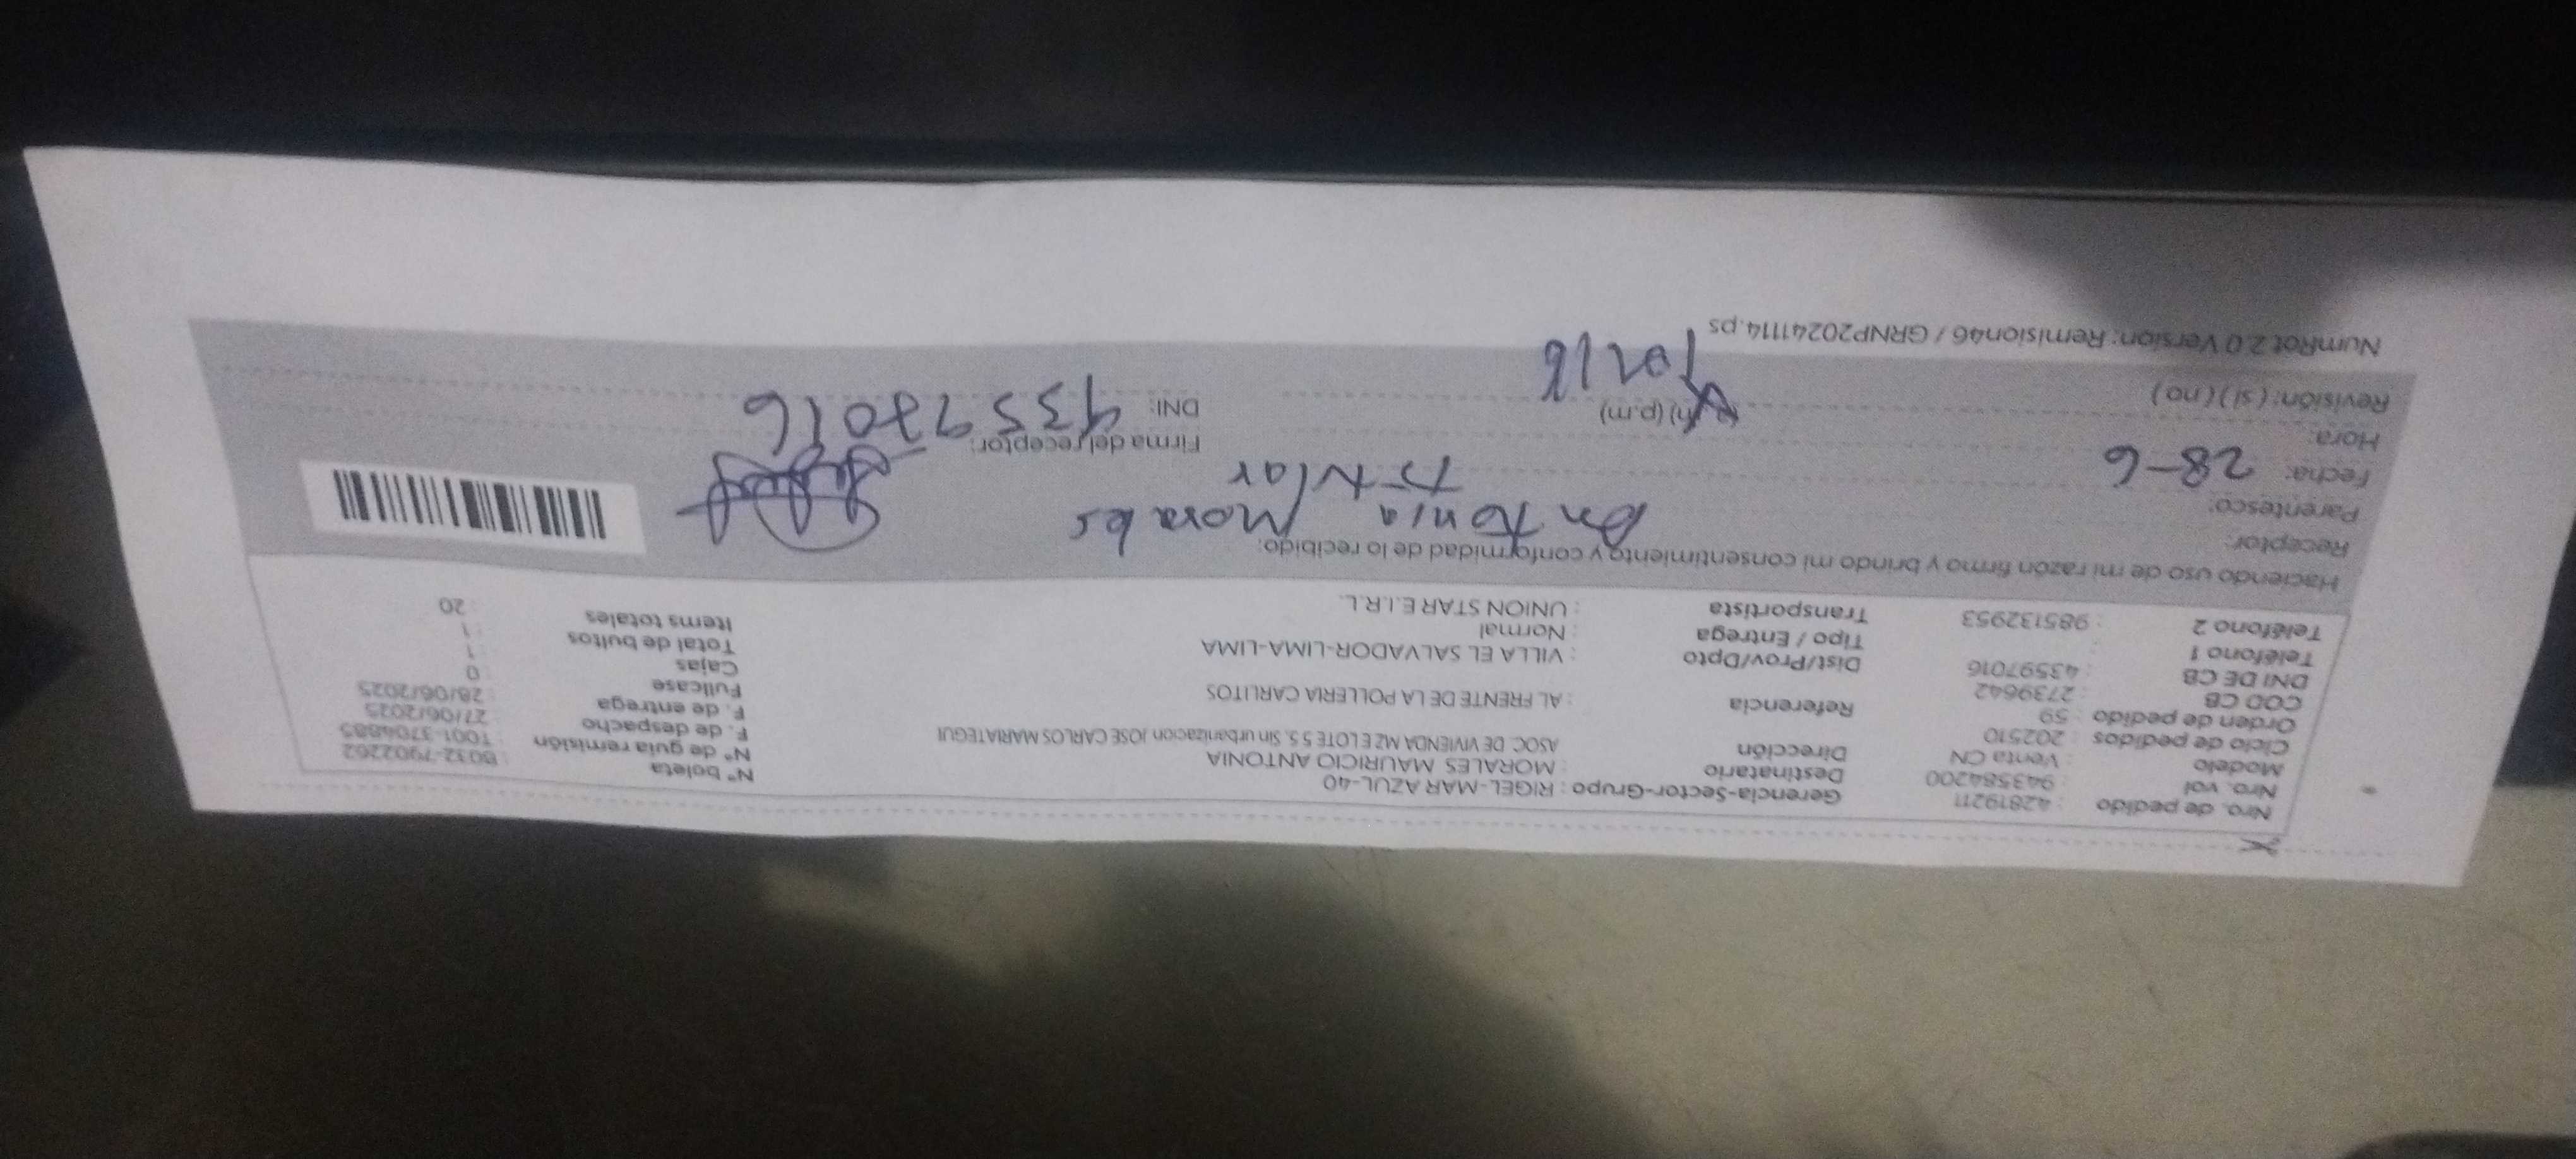 Nro. de pedido : 42819211 Gerencia-Sector-Grupo : RIGEL-MAR AZUL-40 N° boleta : B032-7902262
Nro. vol : 943584200 Destinatario : MORALES MAURICIO ANTONIA N° de guia remisión : T001-3704885
Modelo : Venta CN Dirección ASOC. DE VIVIENDA MZ E LOTE 5 5. Sin urbanizacion JOSE CARLOS MARIATEGUI F. de despacho : 27/06/2025
Ciclo de pedidos : 202510 F. de entrega : 28/06/2025
Orden de pedido : 59 Referencia : AL FRENTE DE LA POLLERIA CARLITOS Fullcase : 0
COD CB : 2739642 Cajas : 1
DNI DE CB : 43597016 Dist/Prov/Dpto : VILLA EL SALVADOR-LIMA-LIMA Total de bultos : 1
Teléfono 1 : Tipo / Entrega : Normal Items totales : 20
Teléfono 2 : 985132953 Transportista : UNION STAR E.I.R.L.
Haciendo uso de mi razón firmo y brindo mi consentimiento y conformidad de lo recibido:
Receptor: Antonia Morales
Parentesco: Titular
Fecha: 28-6 Firma del receptor:
Hora: (p.m) DNI: 43597016
Revisión: (si) (no)
NumRot 2.0 Version: Remision46 / GRNP20241114.ps